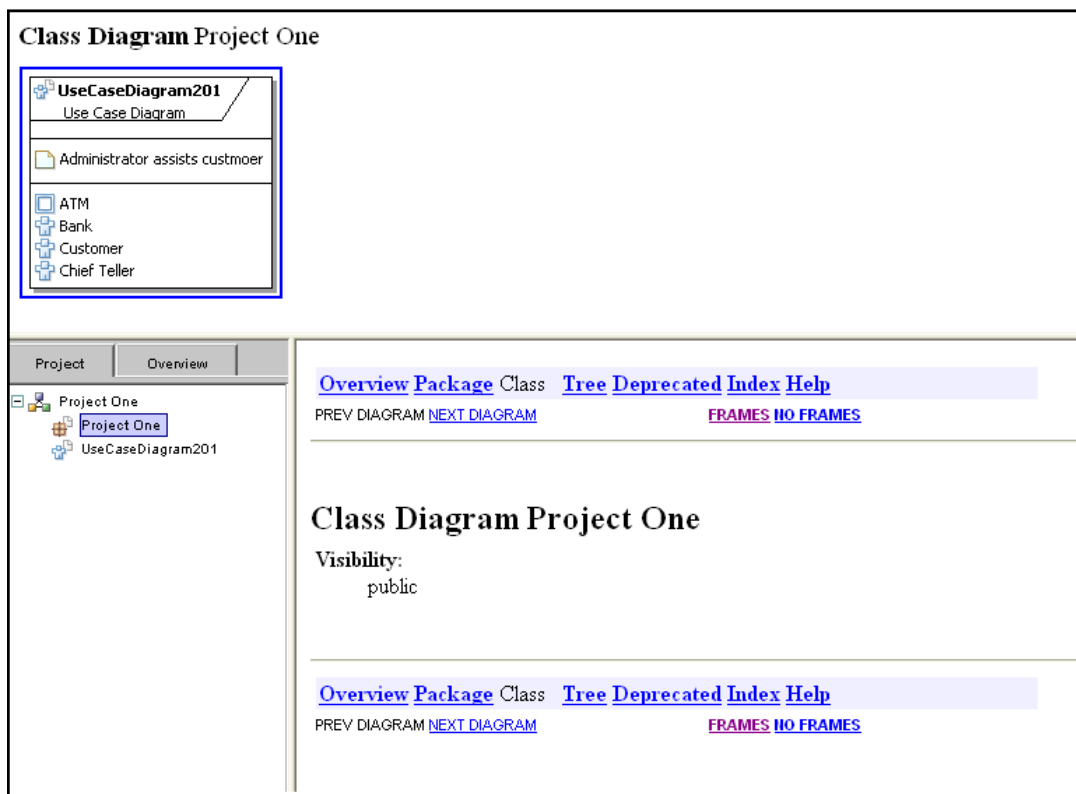 Class Diagram Project One
UseCaseDiagram201
Use Case Diagram
Administrator assists custmoer
ATM
Bank
Customer
Chief Teller
Project Overview
Project One
Project One
UseCaseDiagram201
Overview Package Class Tree Deprecated Index Help
PREV DIAGRAM NEXT DIAGRAM FRAMES NO FRAMES
Class Diagram Project One
Visibility:
public
Overview Package Class Tree Deprecated Index Help
PREV DIAGRAM NEXT DIAGRAM FRAMES NO FRAMES